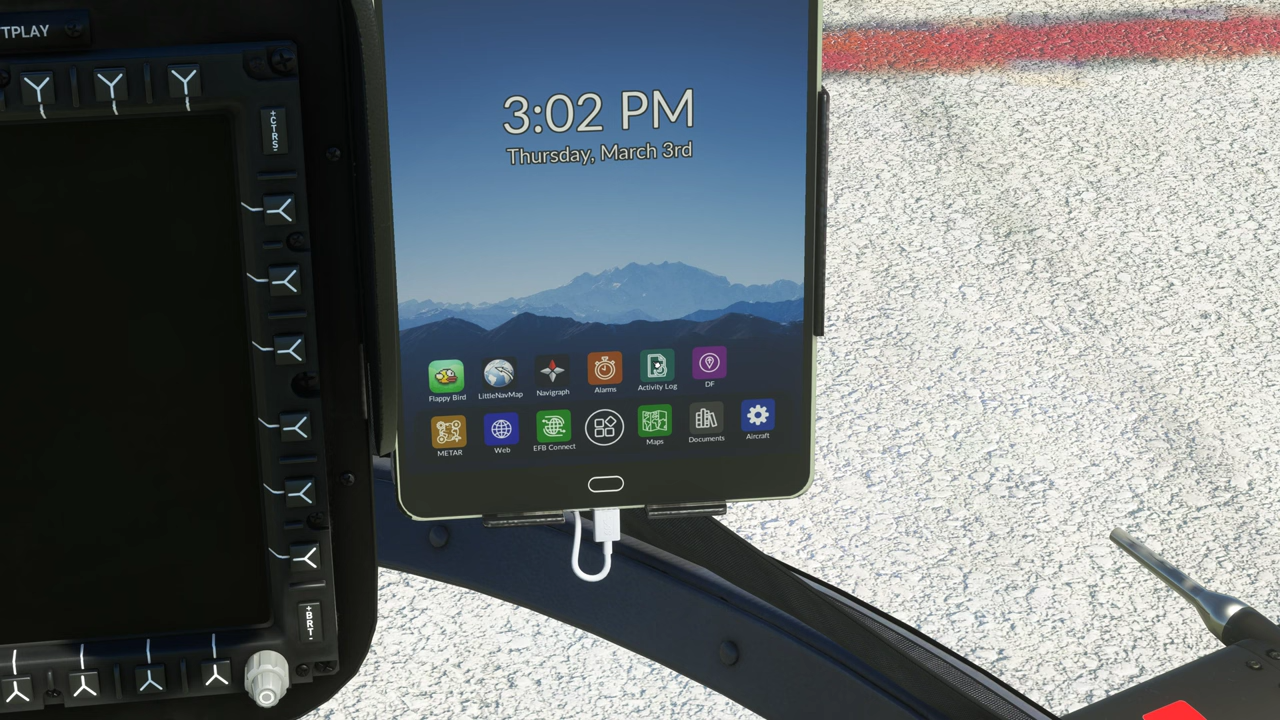 TPLAY
+CTRS-
+BRT-
3:02 PM
Thursday, March 3rd
Flappy Bird
LittleNavMap
Navigraph
Alarms
Activity Log
DF
METAR
Web
EFB Connect
Maps
Documents
Aircraft